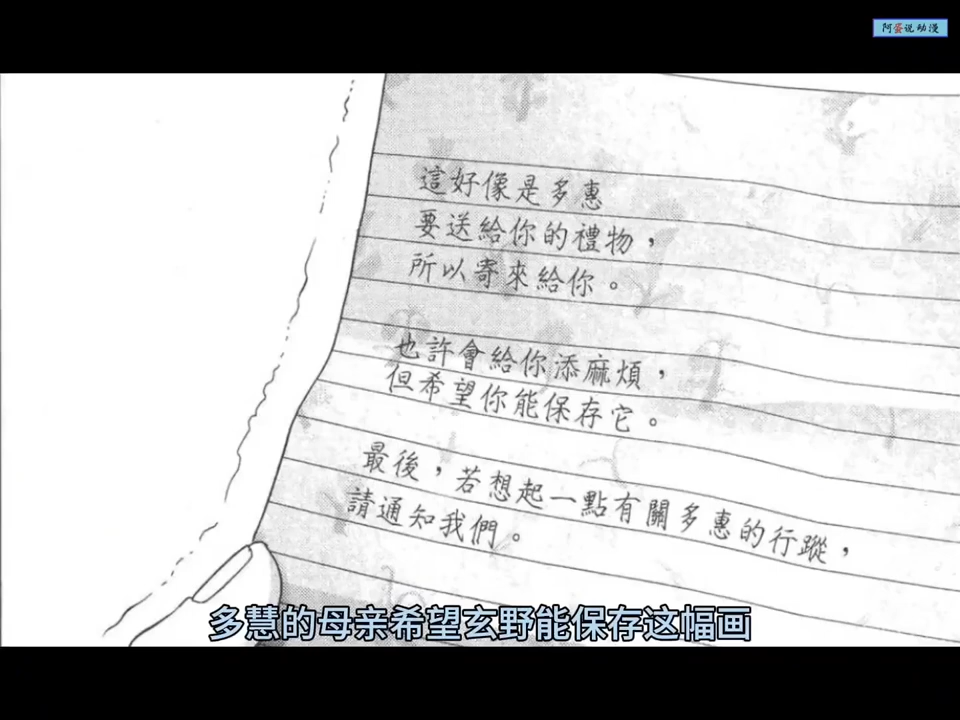 阿蛋说动漫
這好像是多惠
要送給你的禮物，
所以寄來給你。
也許會給你添麻煩，
但希望你能保存它。
最後，若想起一點有關多惠的行蹤，
請通知我們。
多慧的母亲希望玄野能保存这幅画